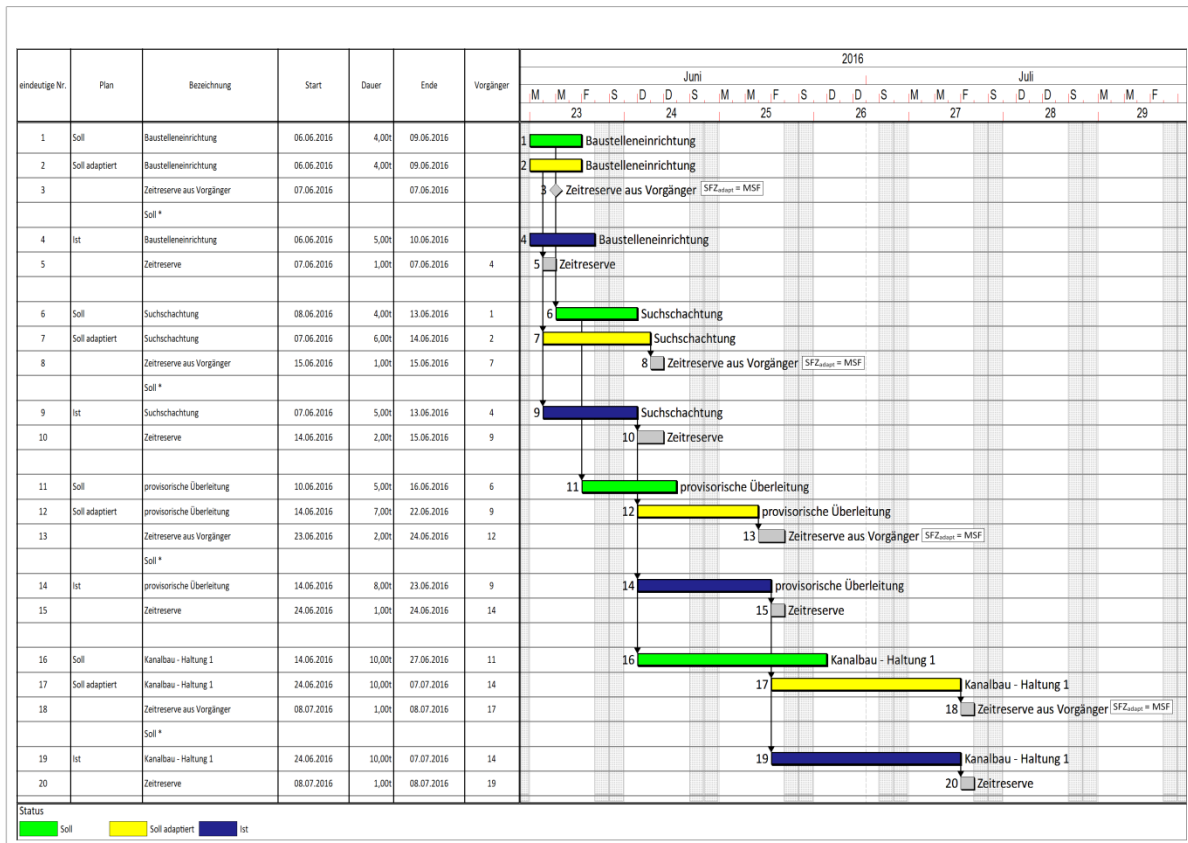 2016
Juni Juli
eindeutige Nr. Plan Bezeichnung Start Dauer Ende Vorgänger
M M F S D D S M M F S D D S M M F S D D S M M F
23 24 25 26 27 28 29
1 Soll Baustelleneinrichtung 06.06.2016 4,00t 09.06.2016 1 Baustelleneinrichtung
2 Soll adaptiert Baustelleneinrichtung 06.06.2016 4,00t 09.06.2016 2 Baustelleneinrichtung
3 Zeitreserve aus Vorgänger 07.06.2016 07.06.2016 3 Zeitreserve aus Vorgänger SFZadapt = MSF
Soll *
4 Ist Baustelleneinrichtung 06.06.2016 5,00t 10.06.2016 4 Baustelleneinrichtung
5 Zeitreserve 07.06.2016 1,00t 07.06.2016 4 5 Zeitreserve
6 Soll Suchschachtung 08.06.2016 4,00t 13.06.2016 1 6 Suchschachtung
7 Soll adaptiert Suchschachtung 07.06.2016 6,00t 14.06.2016 2 7 Suchschachtung
8 Zeitreserve aus Vorgänger 15.06.2016 1,00t 15.06.2016 7 8 Zeitreserve aus Vorgänger SFZadapt = MSF
Soll *
9 Ist Suchschachtung 07.06.2016 5,00t 13.06.2016 4 9 Suchschachtung
10 Zeitreserve 14.06.2016 2,00t 15.06.2016 9 10 Zeitreserve
11 Soll provisorische Überleitung 10.06.2016 5,00t 16.06.2016 6 11 provisorische Überleitung
12 Soll adaptiert provisorische Überleitung 14.06.2016 7,00t 22.06.2016 9 12 provisorische Überleitung
13 Zeitreserve aus Vorgänger 23.06.2016 2,00t 24.06.2016 12 13 Zeitreserve aus Vorgänger SFZadapt = MSF
Soll *
14 Ist provisorische Überleitung 14.06.2016 8,00t 23.06.2016 9 14 provisorische Überleitung
15 Zeitreserve 24.06.2016 1,00t 24.06.2016 14 15 Zeitreserve
16 Soll Kanalbau - Haltung 1 14.06.2016 10,00t 27.06.2016 11 16 Kanalbau - Haltung 1
17 Soll adaptiert Kanalbau - Haltung 1 24.06.2016 10,00t 07.07.2016 14 17 Kanalbau - Haltung 1
18 Zeitreserve aus Vorgänger 08.07.2016 1,00t 08.07.2016 17 18 Zeitreserve aus Vorgänger SFZadapt = MSF
Soll *
19 Ist Kanalbau - Haltung 1 24.06.2016 10,00t 07.07.2016 14 19 Kanalbau - Haltung 1
20 Zeitreserve 08.07.2016 1,00t 08.07.2016 19 20 Zeitreserve
Status
Soll Soll adaptiert Ist